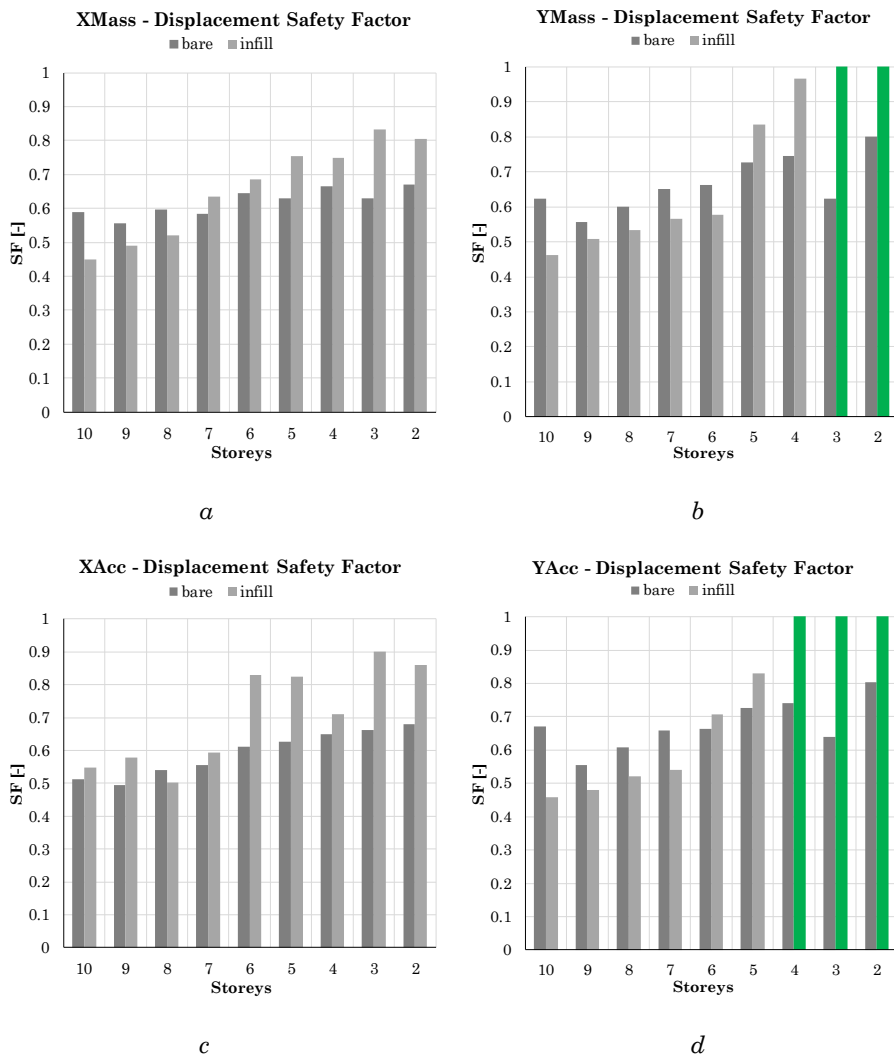 XMass - Displacement Safety Factor
bare infill
1
0.9
0.8
0.7
0.6
0.5
0.4
0.3
0.2
0.1
0
SF [-]
10 9 8 7 6 5 4 3 2
Storeys
a
YMass - Displacement Safety Factor
bare infill
1
0.9
0.8
0.7
0.6
0.5
0.4
0.3
0.2
0.1
0
SF [-]
10 9 8 7 6 5 4 3 2
Storeys
b
XAcc - Displacement Safety Factor
bare infill
1
0.9
0.8
0.7
0.6
0.5
0.4
0.3
0.2
0.1
0
SF [-]
10 9 8 7 6 5 4 3 2
Storeys
c
YAcc - Displacement Safety Factor
bare infill
1
0.9
0.8
0.7
0.6
0.5
0.4
0.3
0.2
0.1
0
SF [-]
10 9 8 7 6 5 4 3 2
Storeys
d